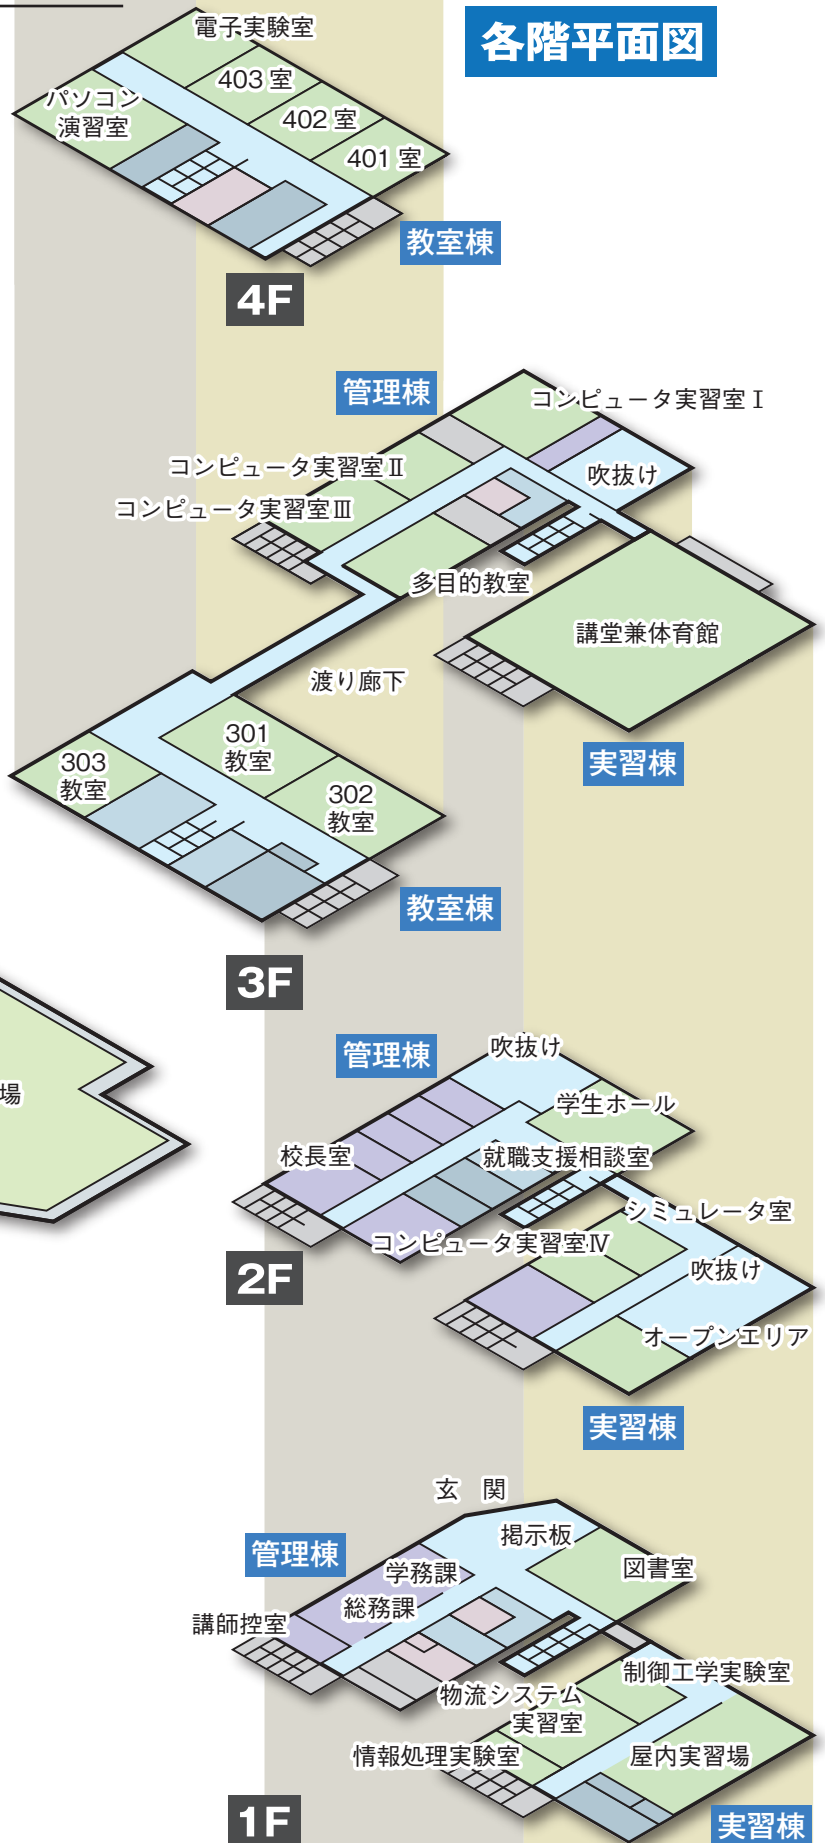 各階平面図
電子実験室
403 室
パソコン
演習室
402 室
401 室
教室棟
4F
管理棟
コンピュータ実習室Ⅰ
コンピュータ実習室Ⅱ
吹抜け
コンピュータ実習室Ⅲ
多目的教室
講堂兼体育館
渡り廊下
301
教室
実習棟
303
教室
302
教室
教室棟
3F
管理棟
吹抜け
場
学生ホール
校長室
就職支援相談室
シミュレータ室
コンピュータ実習室Ⅳ
2F
吹抜け
オープンエリア
実習棟
玄　関
掲示板
管理棟
学務課
図書室
総務課
講師控室
制御工学実験室
物流システム
実習室
情報処理実験室
屋内実習場
1F
実習棟